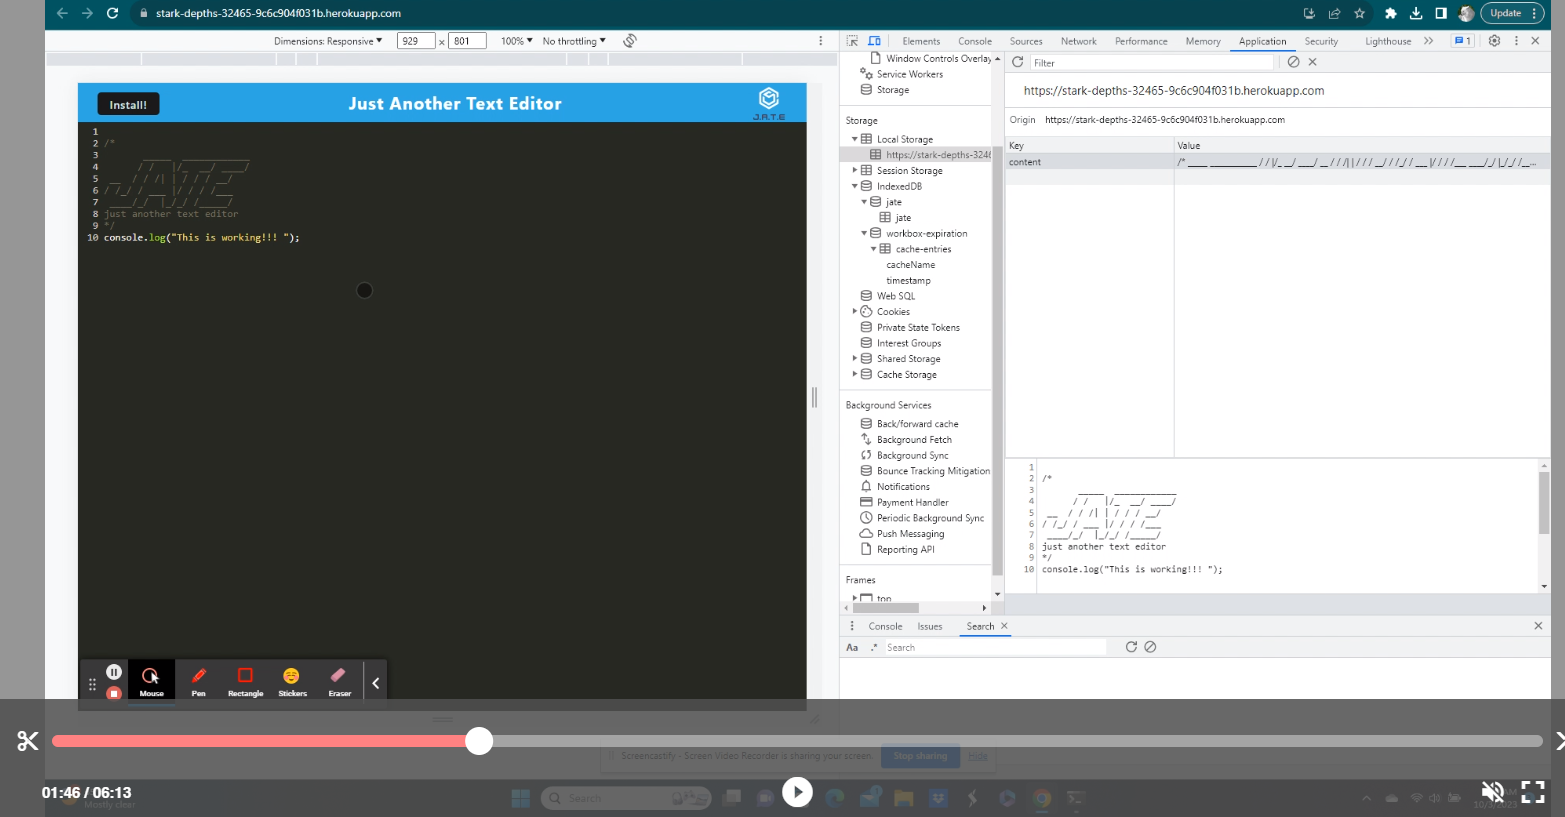 stark-depths-32465-9c6c904f031b.herokuapp.com
Update
Dimensions: Responsive
929 x 801
100%
No throttling
Elements
Console
Sources
Network
Performance
Memory
Application
Security
Lighthouse
1
Window Controls Overlay
Service Workers
Storage
Filter
https://stark-depths-32465-9c6c904f031b.herokuapp.com
Origin https://stark-depths-32465-9c6c904f031b.herokuapp.com
Key
Value
content
Storage
Local Storage
https://stark-depths-3246
Session Storage
IndexedDB
jate
jate
workbox-expiration
cache-entries
cacheName
timestamp
Web SQL
Cookies
Private State Tokens
Interest Groups
Shared Storage
Cache Storage
Background Services
Back/forward cache
Background Fetch
Background Sync
Bounce Tracking Mitigation
Notifications
Payment Handler
Periodic Background Sync
Push Messaging
Reporting API
Frames
top
Install!
Just Another Text Editor
J.A.T.E
1
2 /*
3
4
5
6
7
8 just another text editor
9 */
10 console.log("This is working!!! ");
1
2 /*
3
4
5
6
7
8 just another text editor
9 */
10 console.log("This is working!!! ");
Console
Issues
Search
Aa .* Search
Mouse
Pen
Rectangle
Stickers
Eraser
Screencastify - Screen Video Recorder is sharing your screen.
Stop sharing
Hide
01:46 / 06:13
Mostly clear
Search